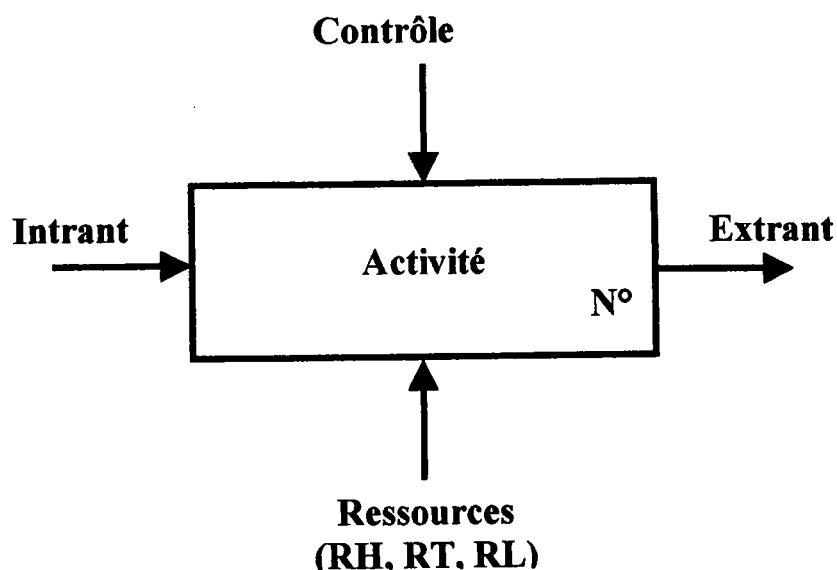 Contrôle
Intrant
Activité
Extrant
N°
Ressources
(RH, RT, RL)